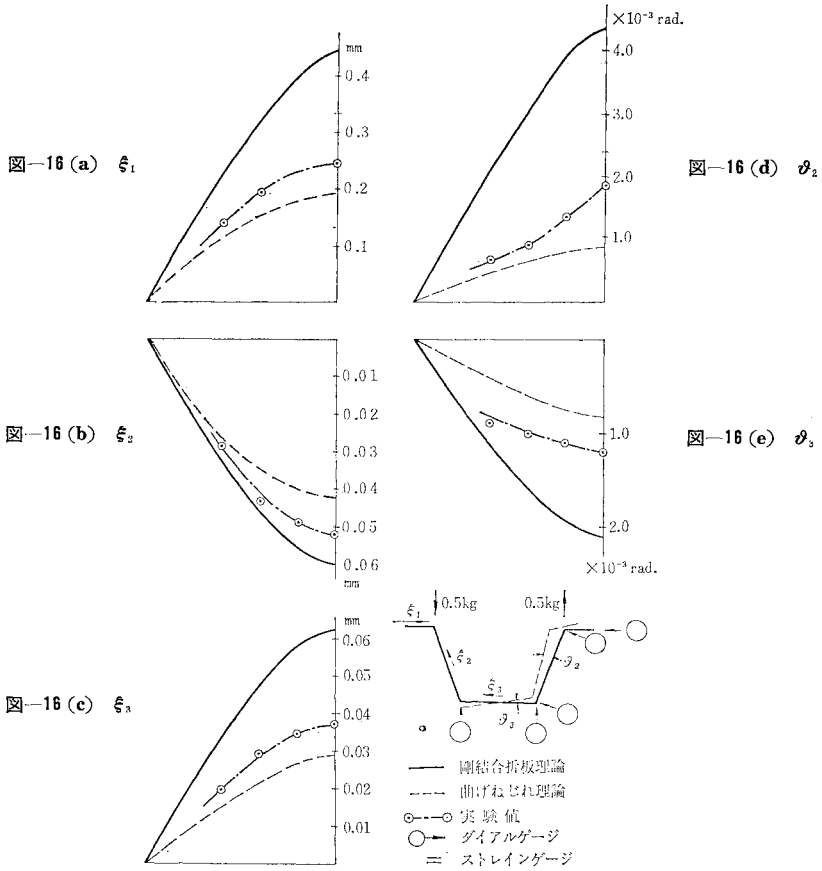 図—16 (a) ξ₁
mm
0.4
0.3
0.2
0.1
図—16 (b) ξ₂
0.01
0.02
0.03
0.04
0.05
0.06
mm
図—16 (c) ξ₃
mm
0.06
0.05
0.04
0.03
0.02
0.01
×10⁻³ rad.
4.0
3.0
2.0
1.0
図—16 (d) ϑ₂
1.0
2.0
×10⁻³ rad.
図—16 (e) ϑ₃
ξ₁
0.5kg
0.5kg
ξ₂
ϑ₂
ξ₃
ϑ₃
剛結合折板理論
曲げねじれ理論
実験値
ダイアルゲージ
ストレインゲージ